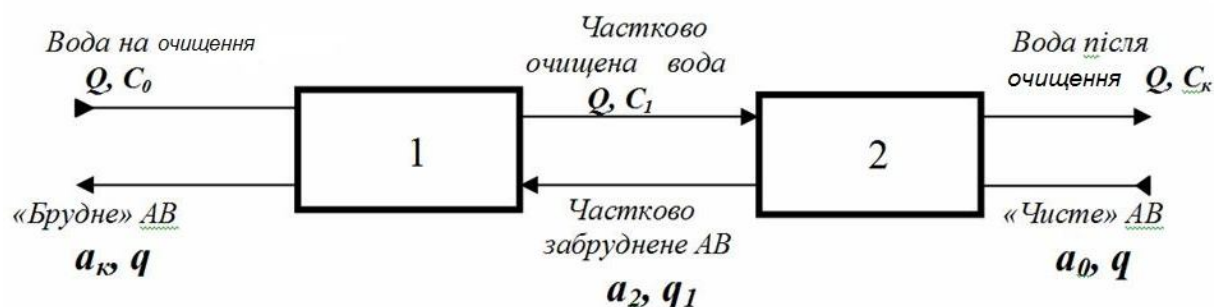 Вода на очищення
Q, C₀
Частково
очищена вода
Q, C₁
Вода після
очищення Q, Cк
1
2
«Брудне» АВ
aк, q
Частково
забруднене АВ
a₂, q₁
«Чисте» АВ
a₀, q